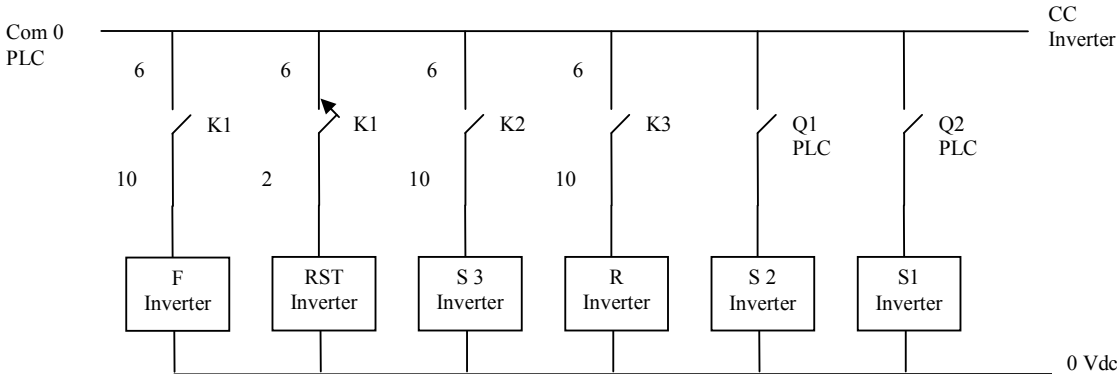 Com 0
PLC
CC
Inverter
6
6
6
6
K1
K1
K2
K3
Q1
PLC
Q2
PLC
10
2
10
10
F
Inverter
RST
Inverter
S 3
Inverter
R
Inverter
S 2
Inverter
S1
Inverter
0 Vdc